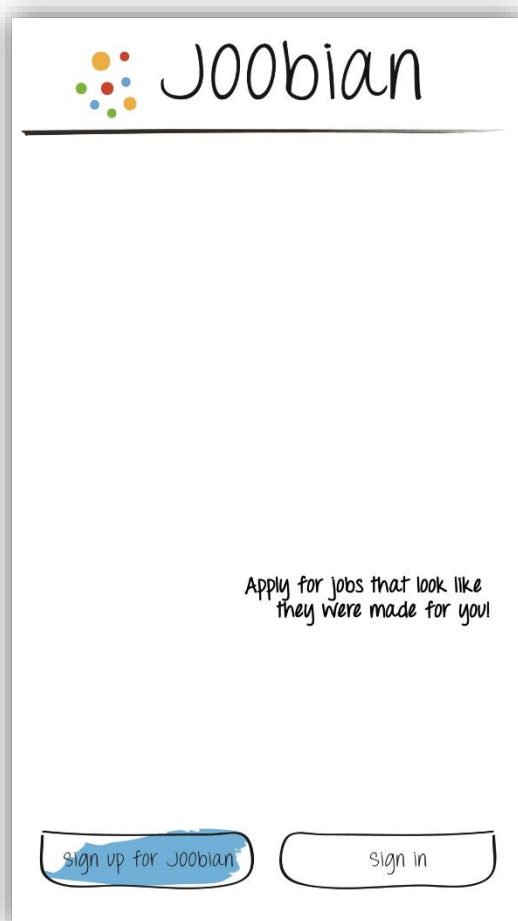 Joobian
Apply for jobs that look like
they were made for you!
Sign up for Joobian
Sign in